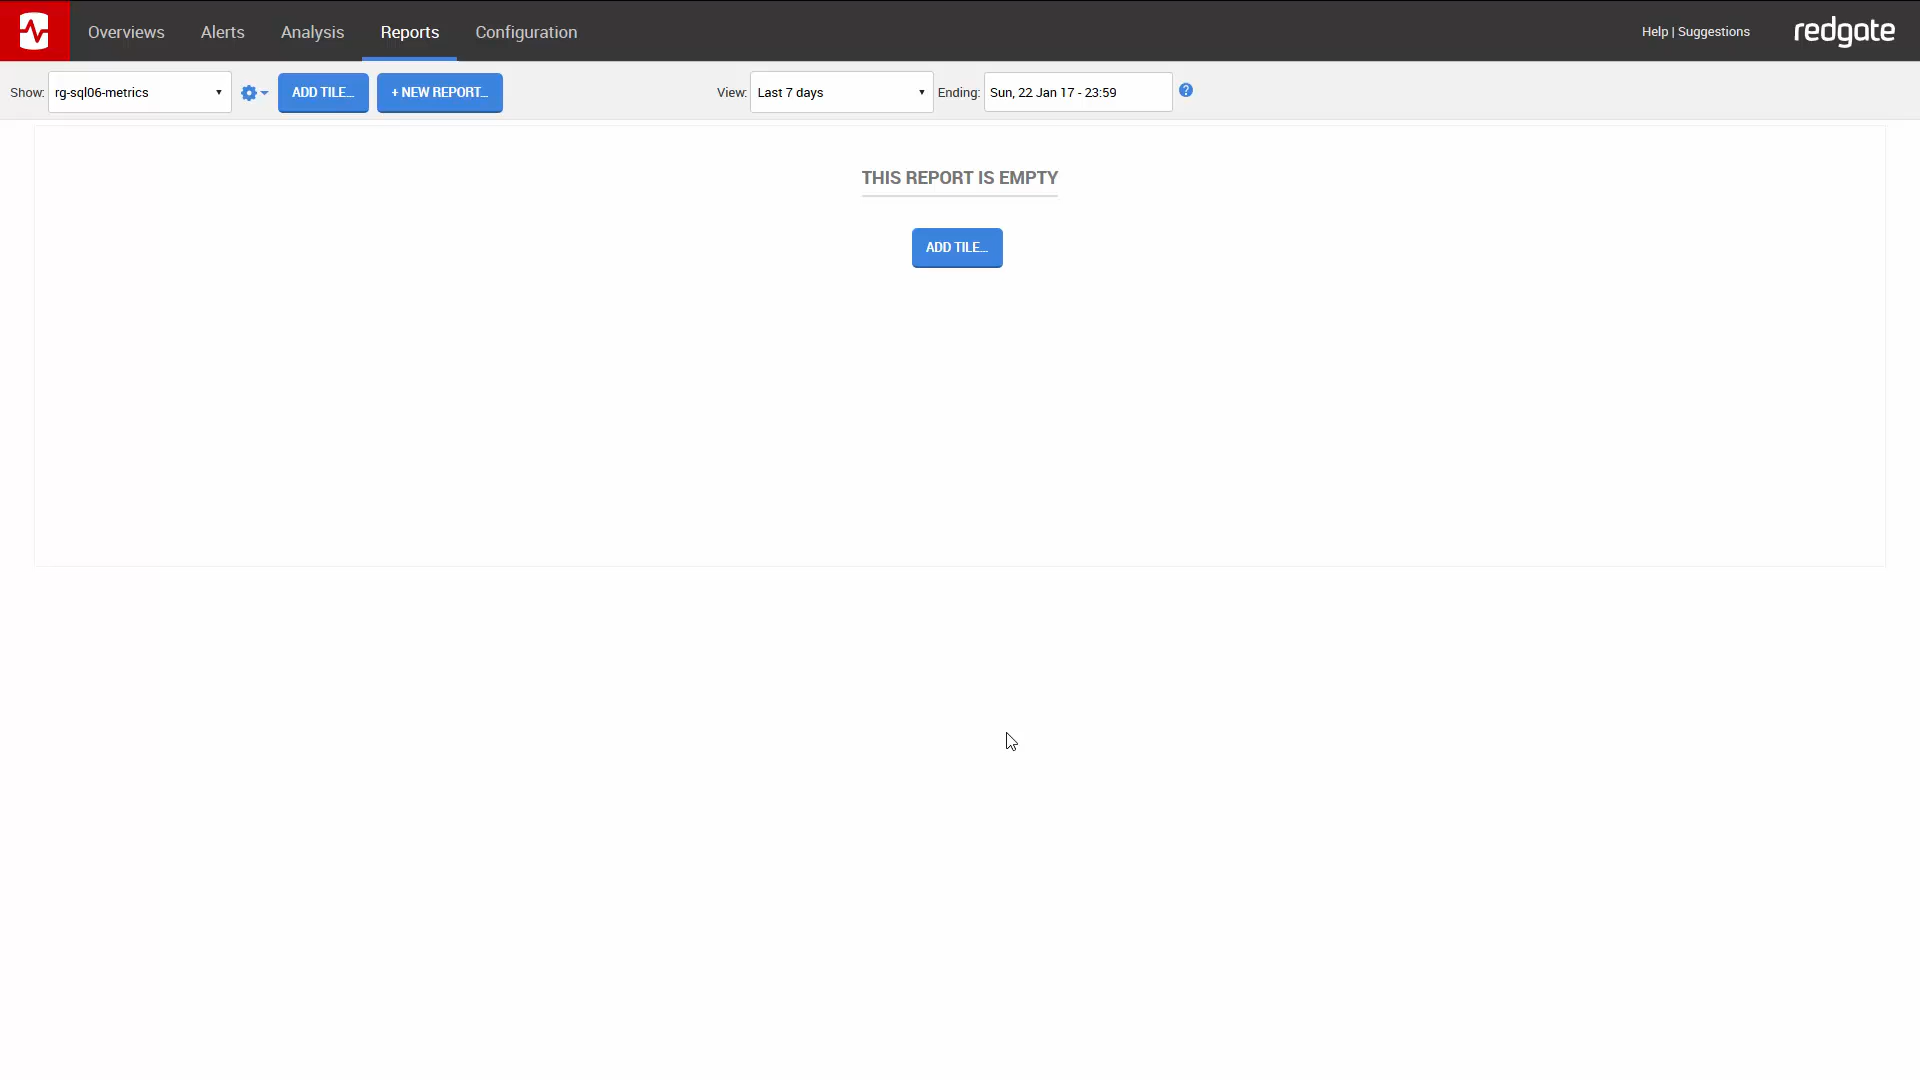 Overviews Alerts Analysis Reports Configuration Help | Suggestions redgate
Show: rg-sql06-metrics ADD TILE... + NEW REPORT... View: Last 7 days Ending: Sun, 22 Jan 17 - 23:59 ?
THIS REPORT IS EMPTY
ADD TILE...